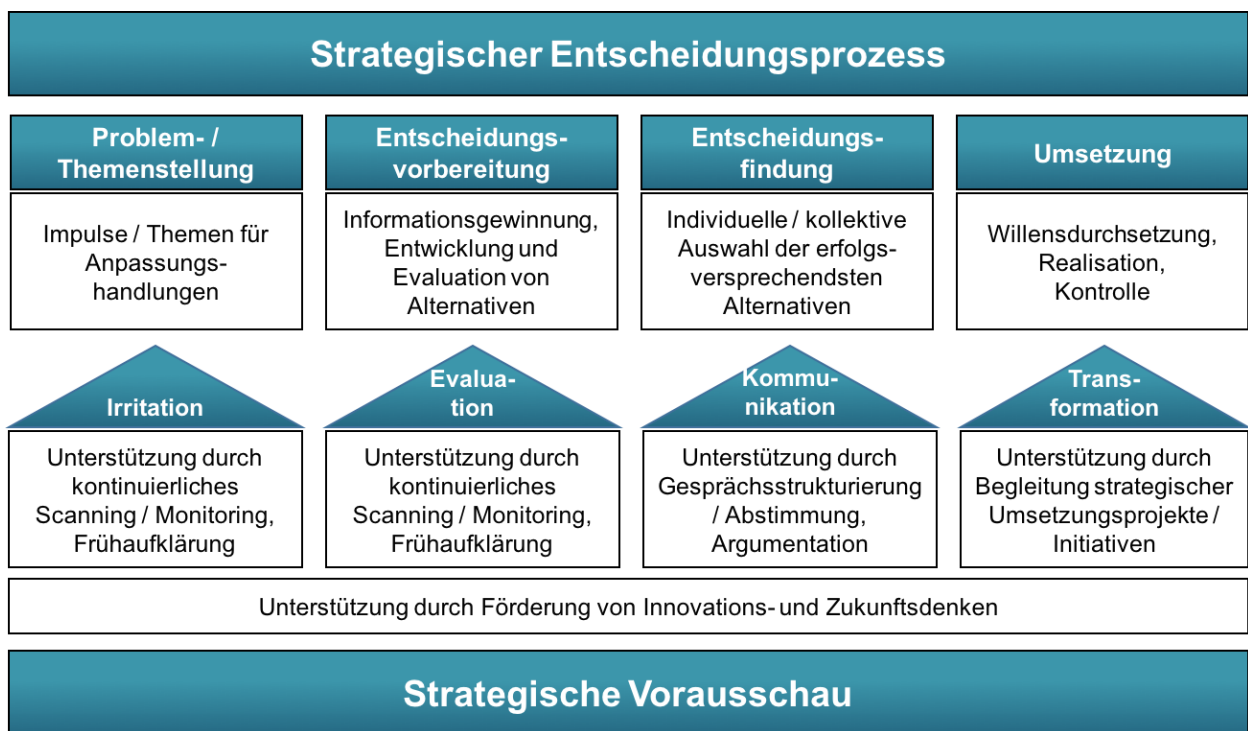 Strategischer Entscheidungsprozess
Problem- /
Themenstellung
Impulse / Themen für
Anpassungs-
handlungen
Entscheidungs-
vorbereitung
Informationsgewinnung,
Entwicklung und
Evaluation von
Alternativen
Entscheidungs-
findung
Individuelle / kollektive
Auswahl der erfolgs-
versprechendsten
Alternativen
Umsetzung
Willensdurchsetzung,
Realisation,
Kontrolle
Irritation
Unterstützung durch
kontinuierliches
Scanning / Monitoring,
Frühaufklärung
Evalua-
tion
Unterstützung durch
kontinuierliches
Scanning / Monitoring,
Frühaufklärung
Kommu-
nikation
Unterstützung durch
Gesprächsstrukturierung
/ Abstimmung,
Argumentation
Trans-
formation
Unterstützung durch
Begleitung strategischer
Umsetzungsprojekte /
Initiativen
Unterstützung durch Förderung von Innovations- und Zukunftsdenken
Strategische Vorausschau